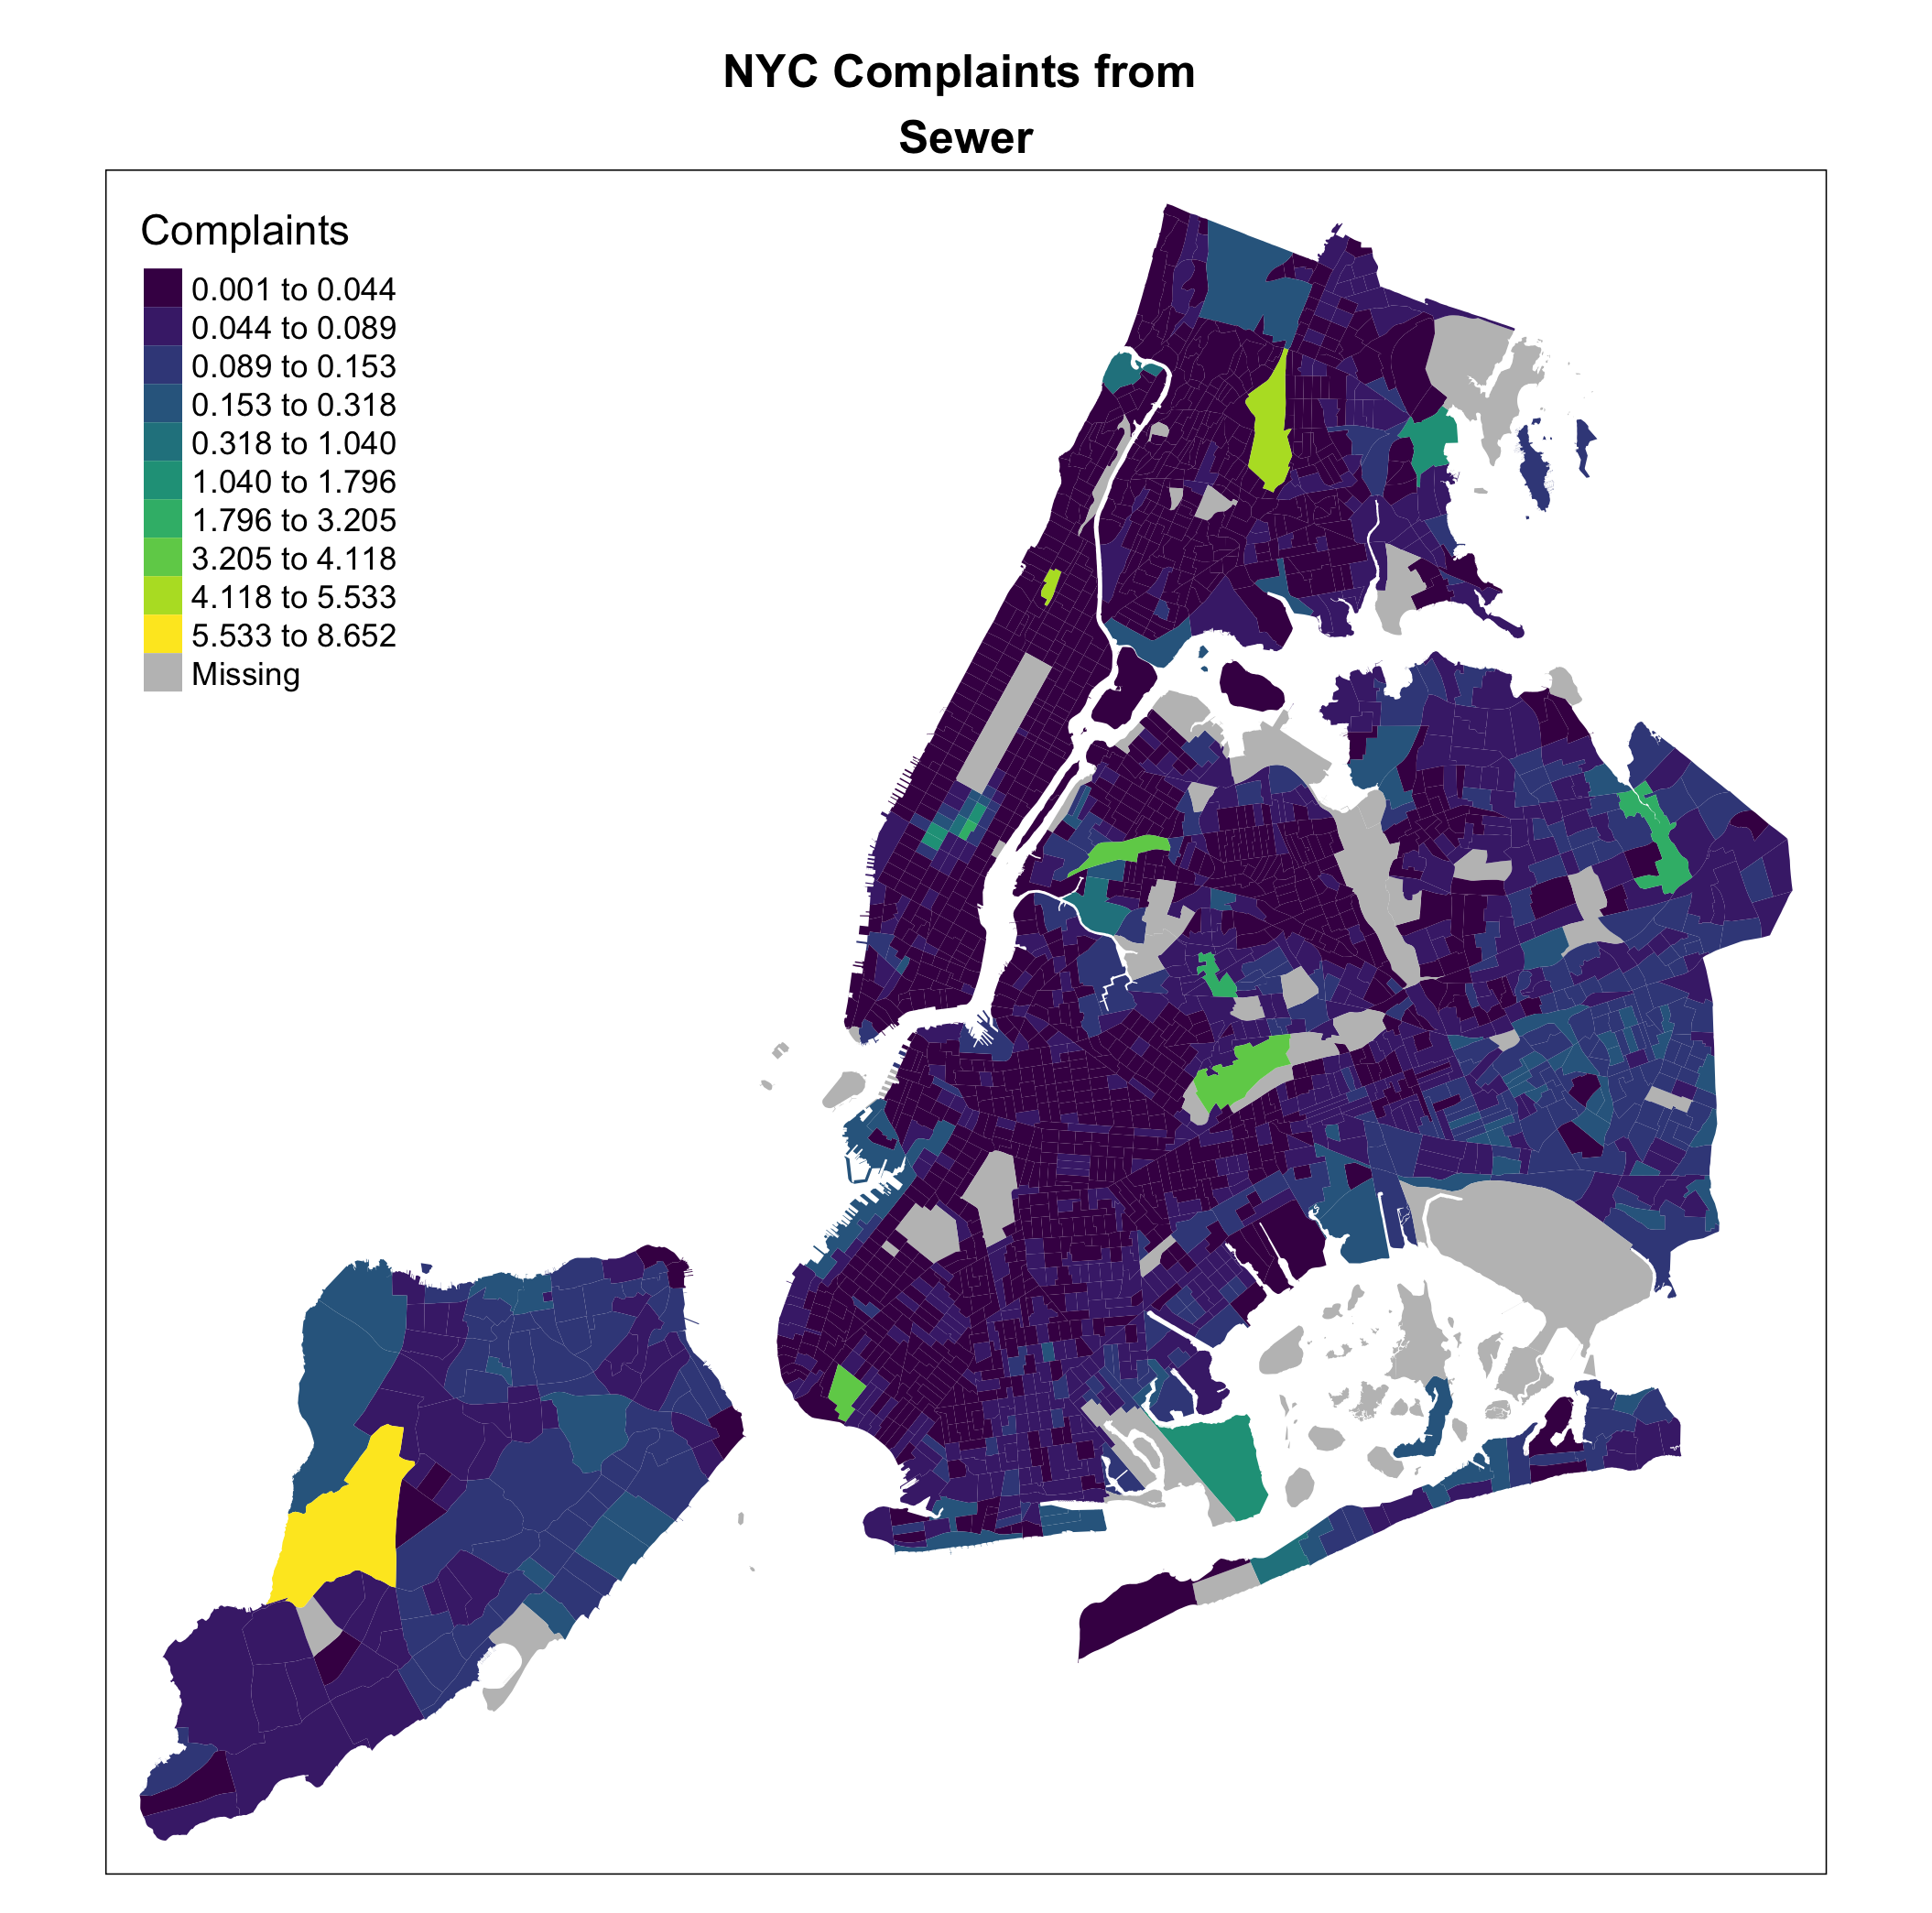 NYC Complaints from
Sewer
Complaints
0.001 to 0.044
0.044 to 0.089
0.089 to 0.153
0.153 to 0.318
0.318 to 1.040
1.040 to 1.796
1.796 to 3.205
3.205 to 4.118
4.118 to 5.533
5.533 to 8.652
Missing